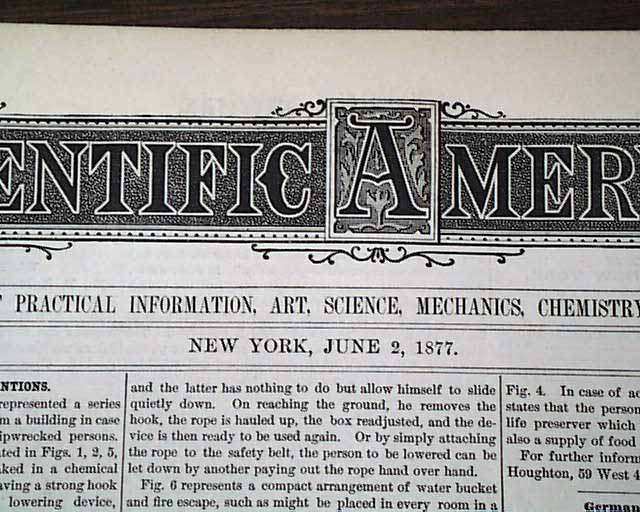 ENTIFIC AMER
PRACTICAL INFORMATION, ART, SCIENCE, MECHANICS, CHEMISTRY
NEW YORK, JUNE 2, 1877.
NTIONS.
represented a series
m a building in case
ipwrecked persons.
ated in Figs. 1, 2, 5,
aked in a chemical
aving a strong hook
lowering device,
and the latter has nothing to do but allow himself to slide
quietly down. On reaching the ground, he removes the
hook, the rope is hauled up, the box readjusted, and the de-
vice is then ready to be used again. Or by simply attaching
the rope to the safety belt, the person to be lowered can be
let down by another paying out the rope hand over hand.
Fig. 6 represents a compact arrangement of water bucket
and fire escape, such as might be placed in every room in a
Fig. 4. In case of ac
states that the person
life preserver which
also a supply of food
For further inform
Houghton, 59 West 4
German